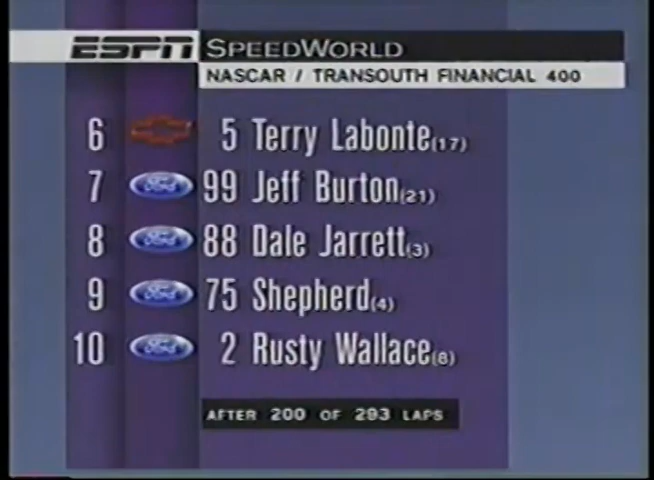 ESPN SPEEDWORLD
NASCAR / TRANSOUTH FINANCIAL 400
6 5 Terry Labonte(17)
7 Ford 99 Jeff Burton(21)
8 Ford 88 Dale Jarrett(3)
9 Ford 75 Shepherd(4)
10 Ford 2 Rusty Wallace(8)
AFTER 200 OF 293 LAPS